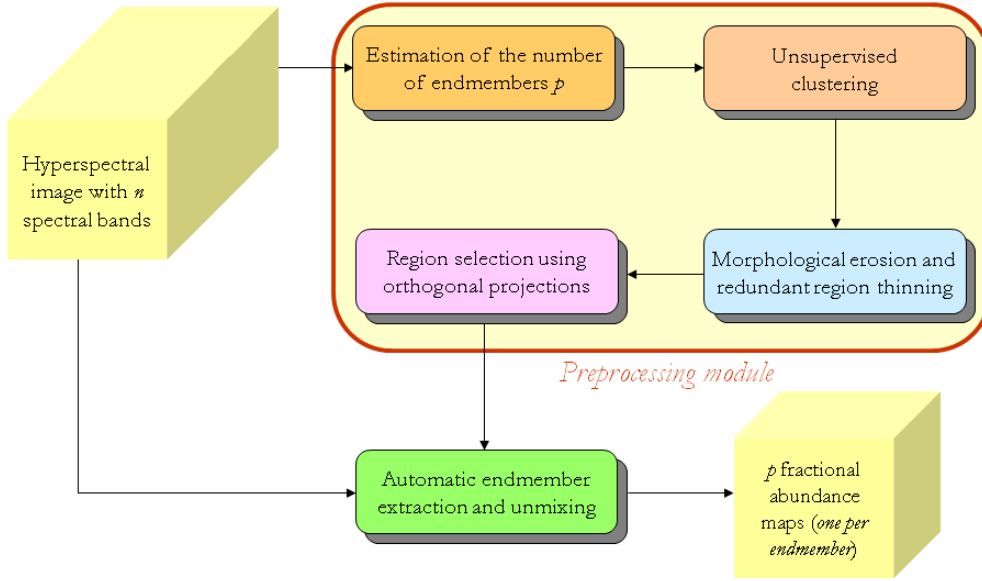 Hyperspectral
image with n
spectral bands
Estimation of the number
of endmembers p
Unsupervised
clustering
Morphological erosion and
redundant region thinning
Region selection using
orthogonal projections
Preprocessing module
Automatic endmember
extraction and unmixing
p fractional
abundance
maps (one per
endmember)